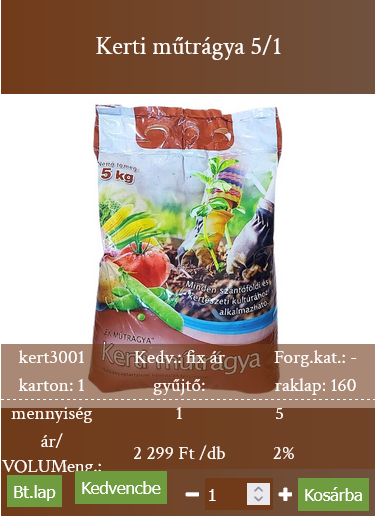 Kerti műtrágya 5/1
Nettó tömeg
5 kg
Minden szántóföldi és
kertészeti kultúrához
alkalmazható.
EK MŰTRÁGYA
Kerti műtrágya
kert3001 Kedv.: fix ár Forg.kat.: -
karton: 1 gyűjtő: raklap: 160
mennyiség 1 5
ár/
VOLUMeng.: 2 299 Ft /db 2%
Bt.lap Kedvencbe − 1 + Kosárba